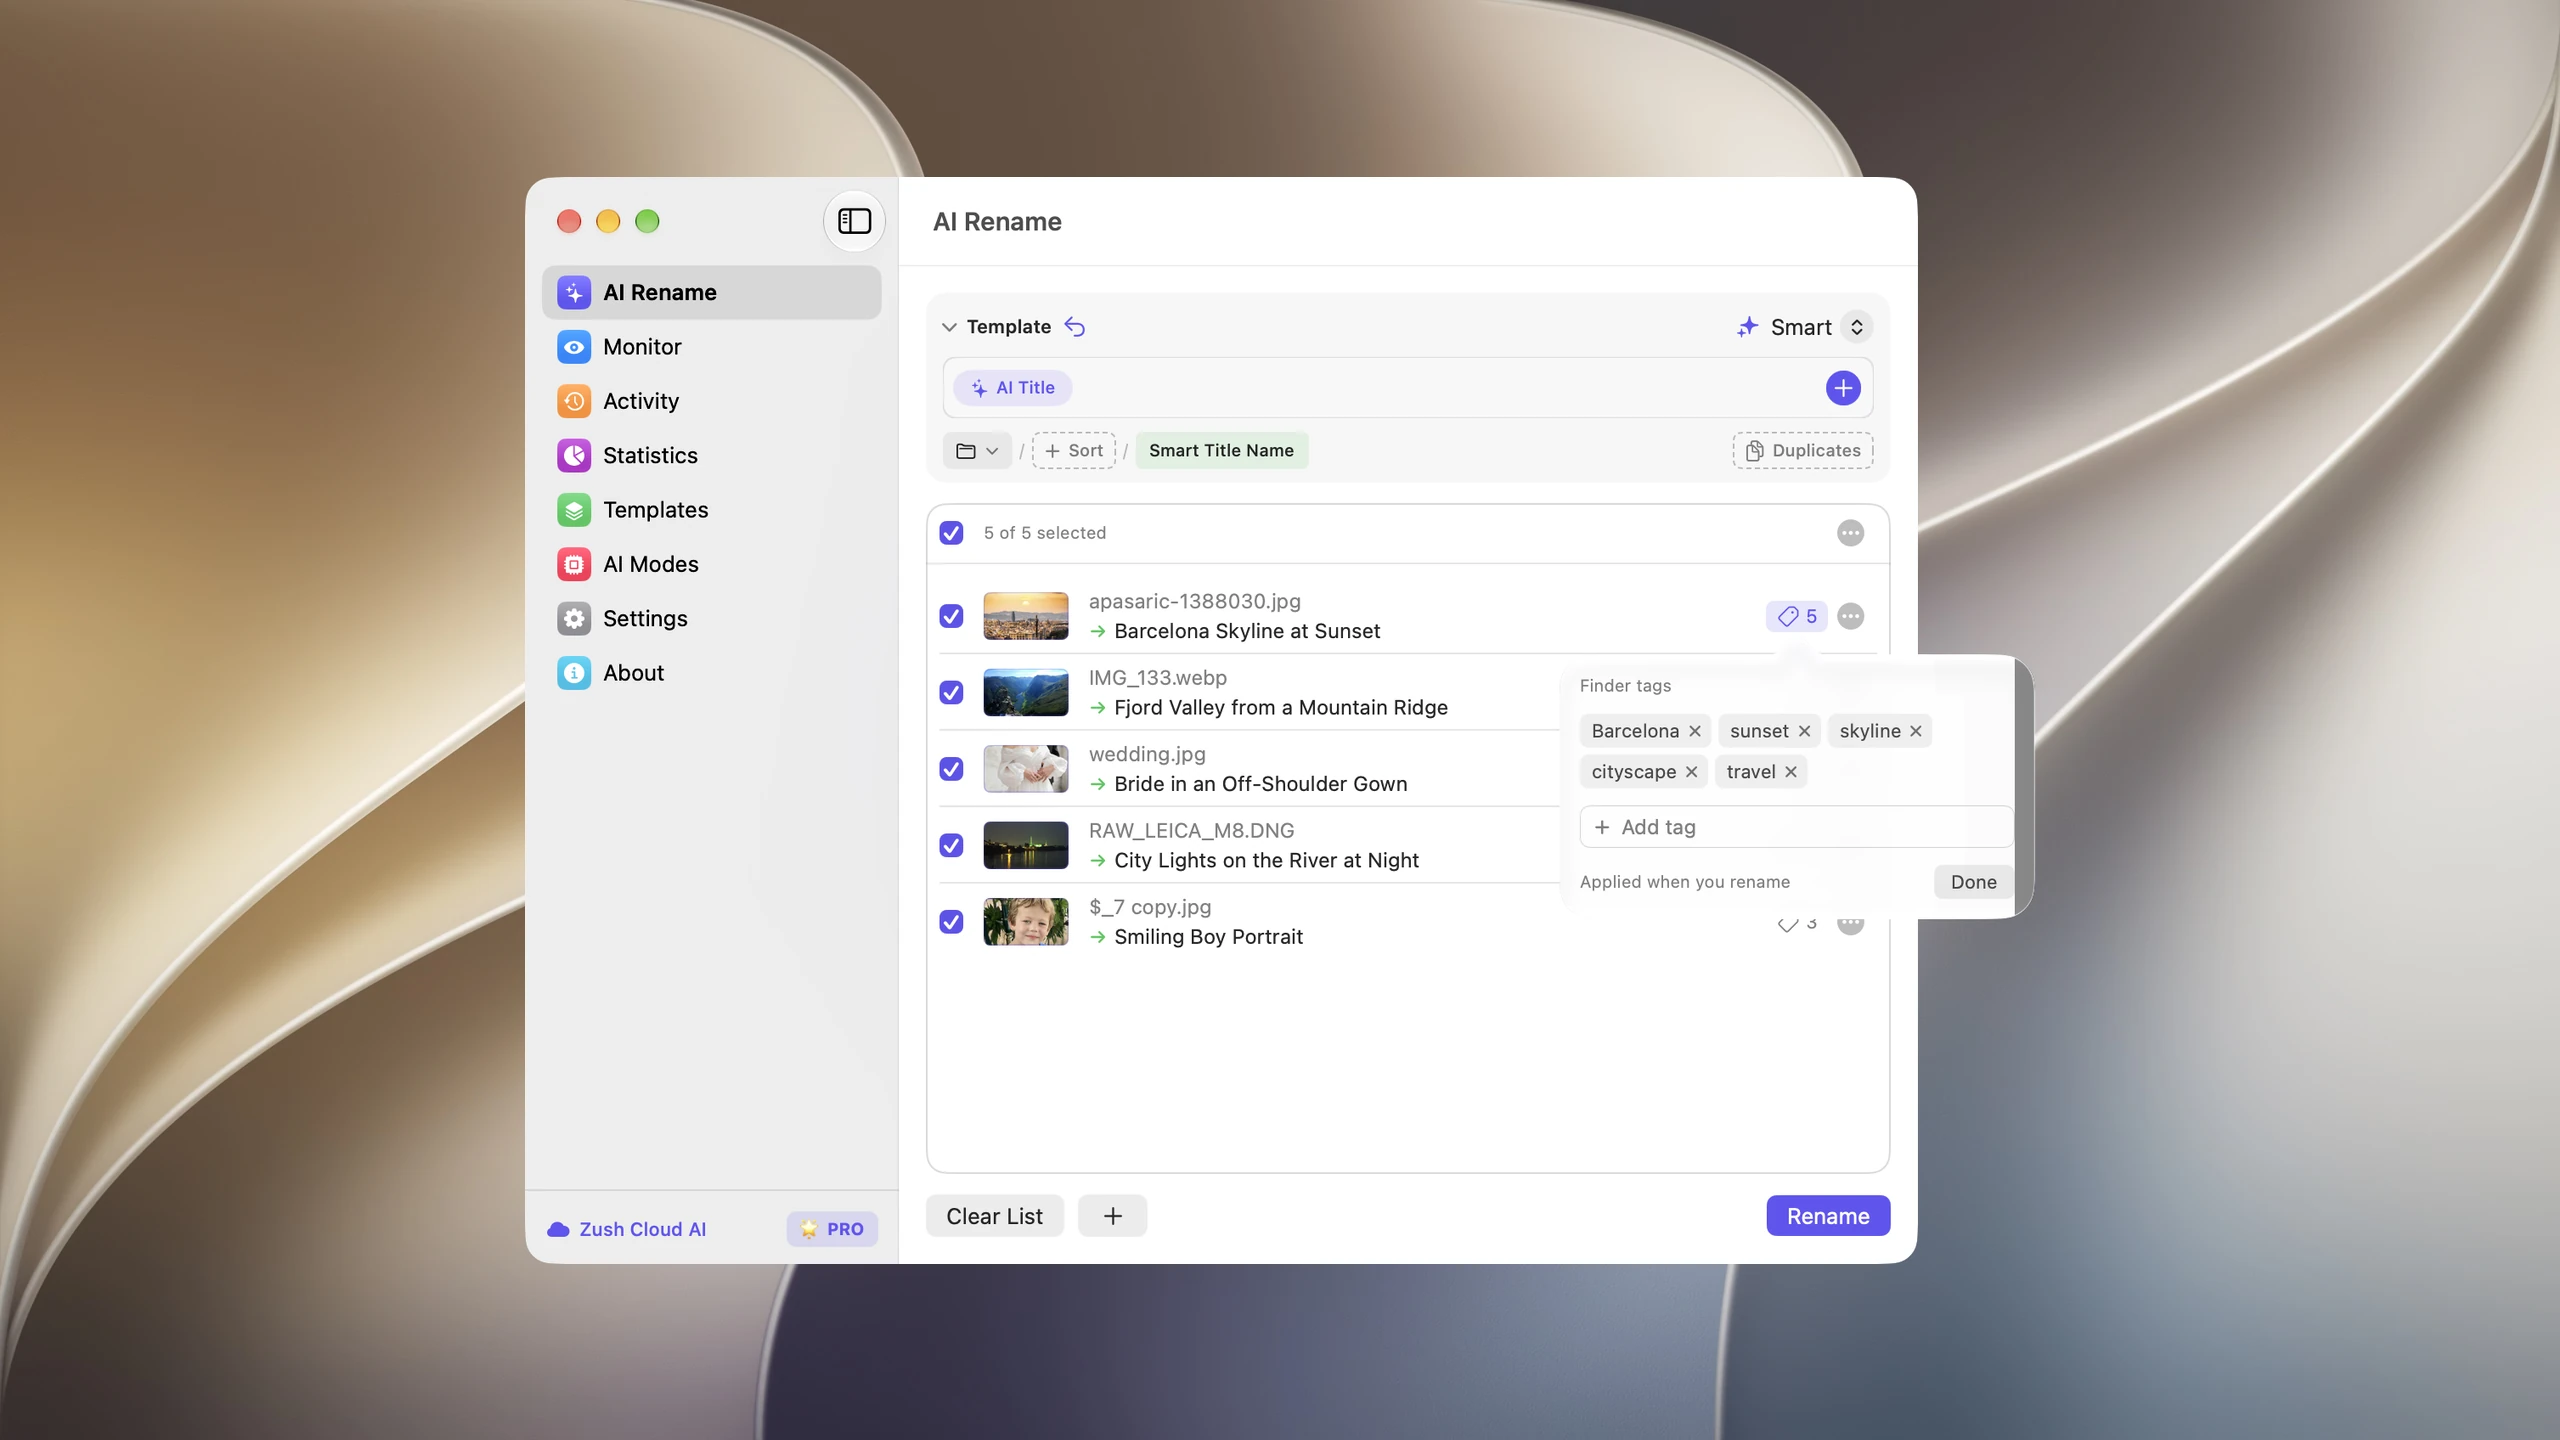 AI Rename
AI Rename
Monitor
Activity
Statistics
Templates
AI Modes
Settings
About
Zush Cloud AI
PRO
Template
Smart
AI Title
/ + Sort / Smart Title Name
Duplicates
5 of 5 selected
apasaric-1388030.jpg
→ Barcelona Skyline at Sunset
5
IMG_133.webp
→ Fjord Valley from a Mountain Ridge
wedding.jpg
→ Bride in an Off-Shoulder Gown
RAW_LEICA_M8.DNG
→ City Lights on the River at Night
$_7 copy.jpg
→ Smiling Boy Portrait
3
Finder tags
Barcelona × sunset × skyline ×
cityscape × travel ×
+ Add tag
Applied when you rename
Done
Clear List
+
Rename